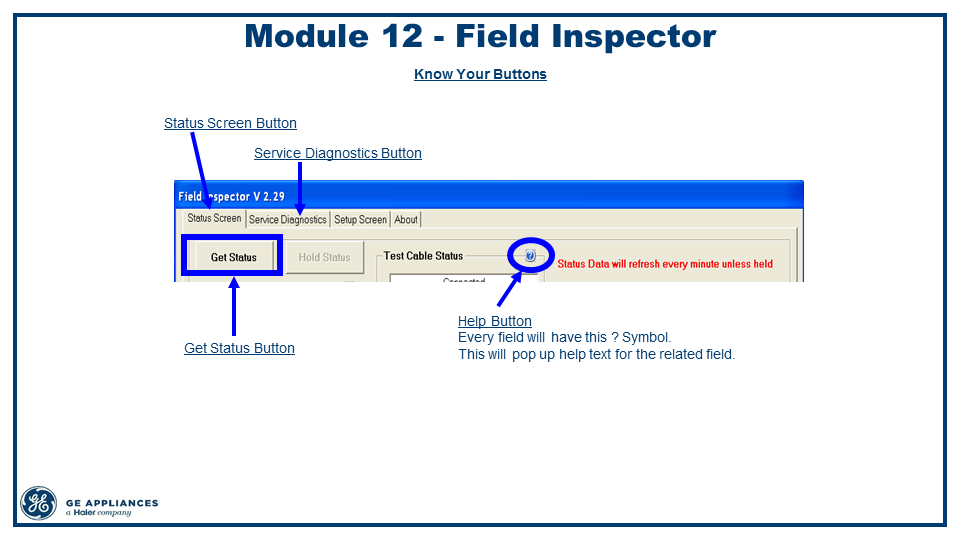 Module 12 - Field Inspector
Know Your Buttons
Status Screen Button
Service Diagnostics Button
Field Inspector V 2.29
Status Screen Service Diagnostics Setup Screen About
Get Status Hold Status Test Cable Status ? Status Data will refresh every minute unless held
Connected
Help Button
Every field will have this ? Symbol.
This will pop up help text for the related field.
Get Status Button
GE APPLIANCES
a Haier company